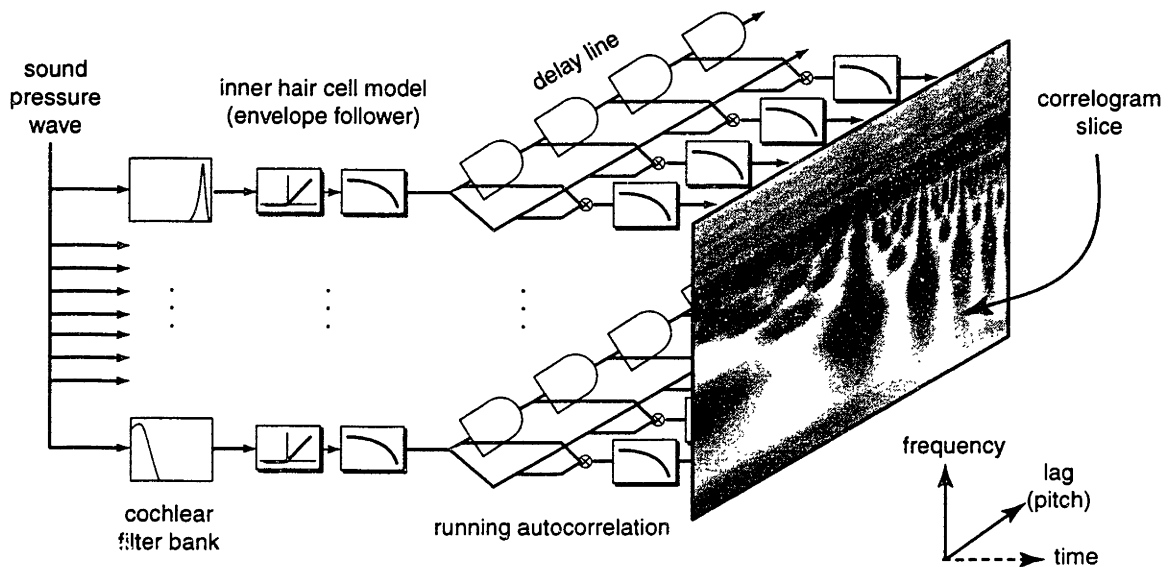 sound
pressure
wave
inner hair cell model
(envelope follower)
delay line
correlogram
slice
cochlear
filter bank
running autocorrelation
frequency
lag
(pitch)
time